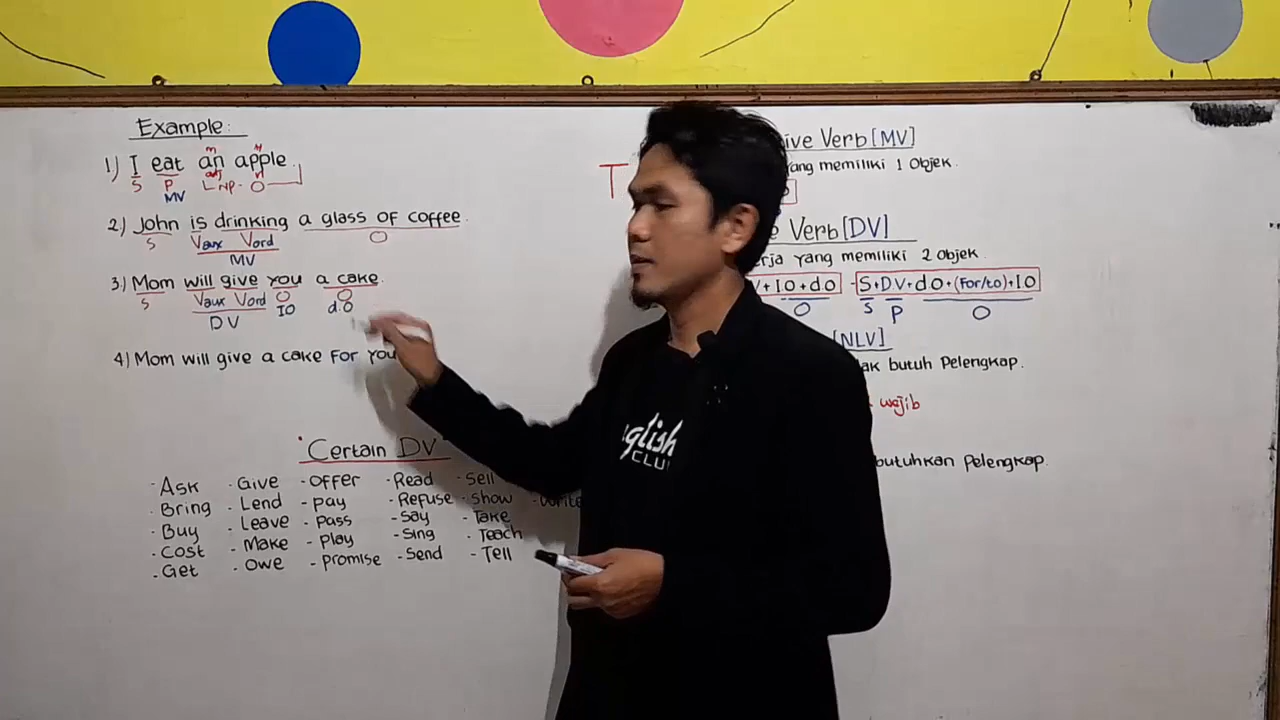 Example:
1) I eat an apple.
m
M
S
P
adj
n
NP
O
MV
2) John is drinking a glass of coffee.
S
Vaux Vord
O
MV
3) Mom will give you a cake.
S
Vaux Vord
O
O
DV
IO
d.O
4) Mom will give a cake for you
"Certain DV
- Ask
- Bring
- Buy
- Cost
- Get
- Give
- Lend
- Leave
- Make
- Owe
- Offer
- Pay
- Pass
- Play
- Promise
- Read
- Refuse
- Say
- Sing
- Send
- Sell
- Show
- Take
- Teach
- Tell
- Write
T
Verb [MV]
yang memiliki 1 Objek.
Verb [DV]
yang memiliki 2 Objek
+ IO + dO
- S + DV + dO + (for/to) + IO
O
S
P
O
[NLV]
butuh Pelengkap.
wajib
butuhkan Pelengkap.
glish
CLU